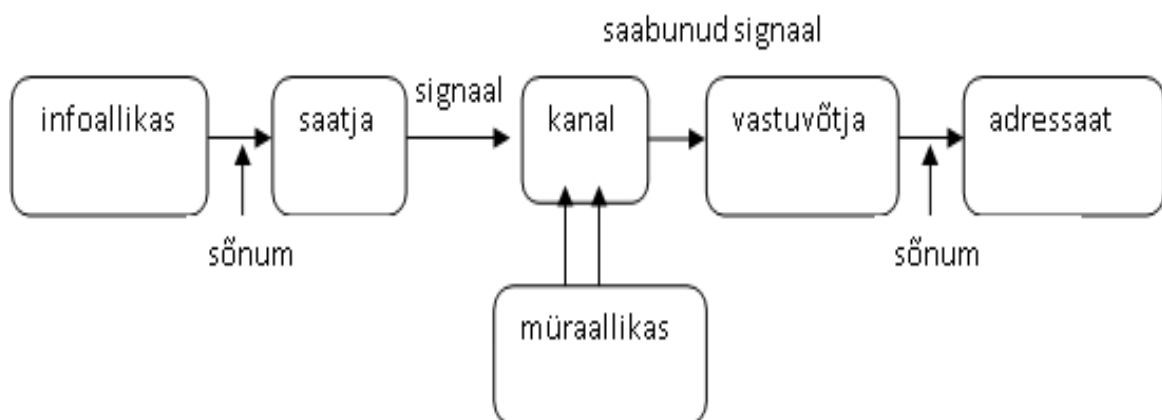 saabunud signaal
infoallikas
saatja
signaal
kanal
vastuvõtja
adressaat
sõnum
sõnum
müraallikas